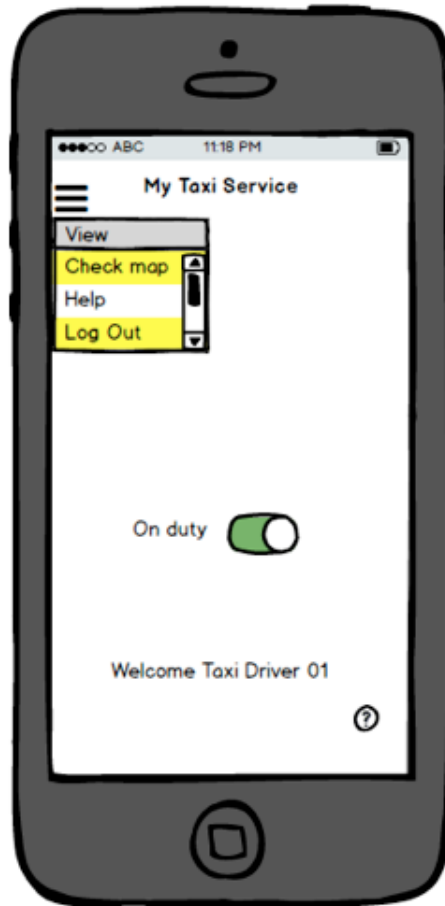 ABC 11:18 PM
My Taxi Service
View
Check map
Help
Log Out
On duty
Welcome Taxi Driver 01
?